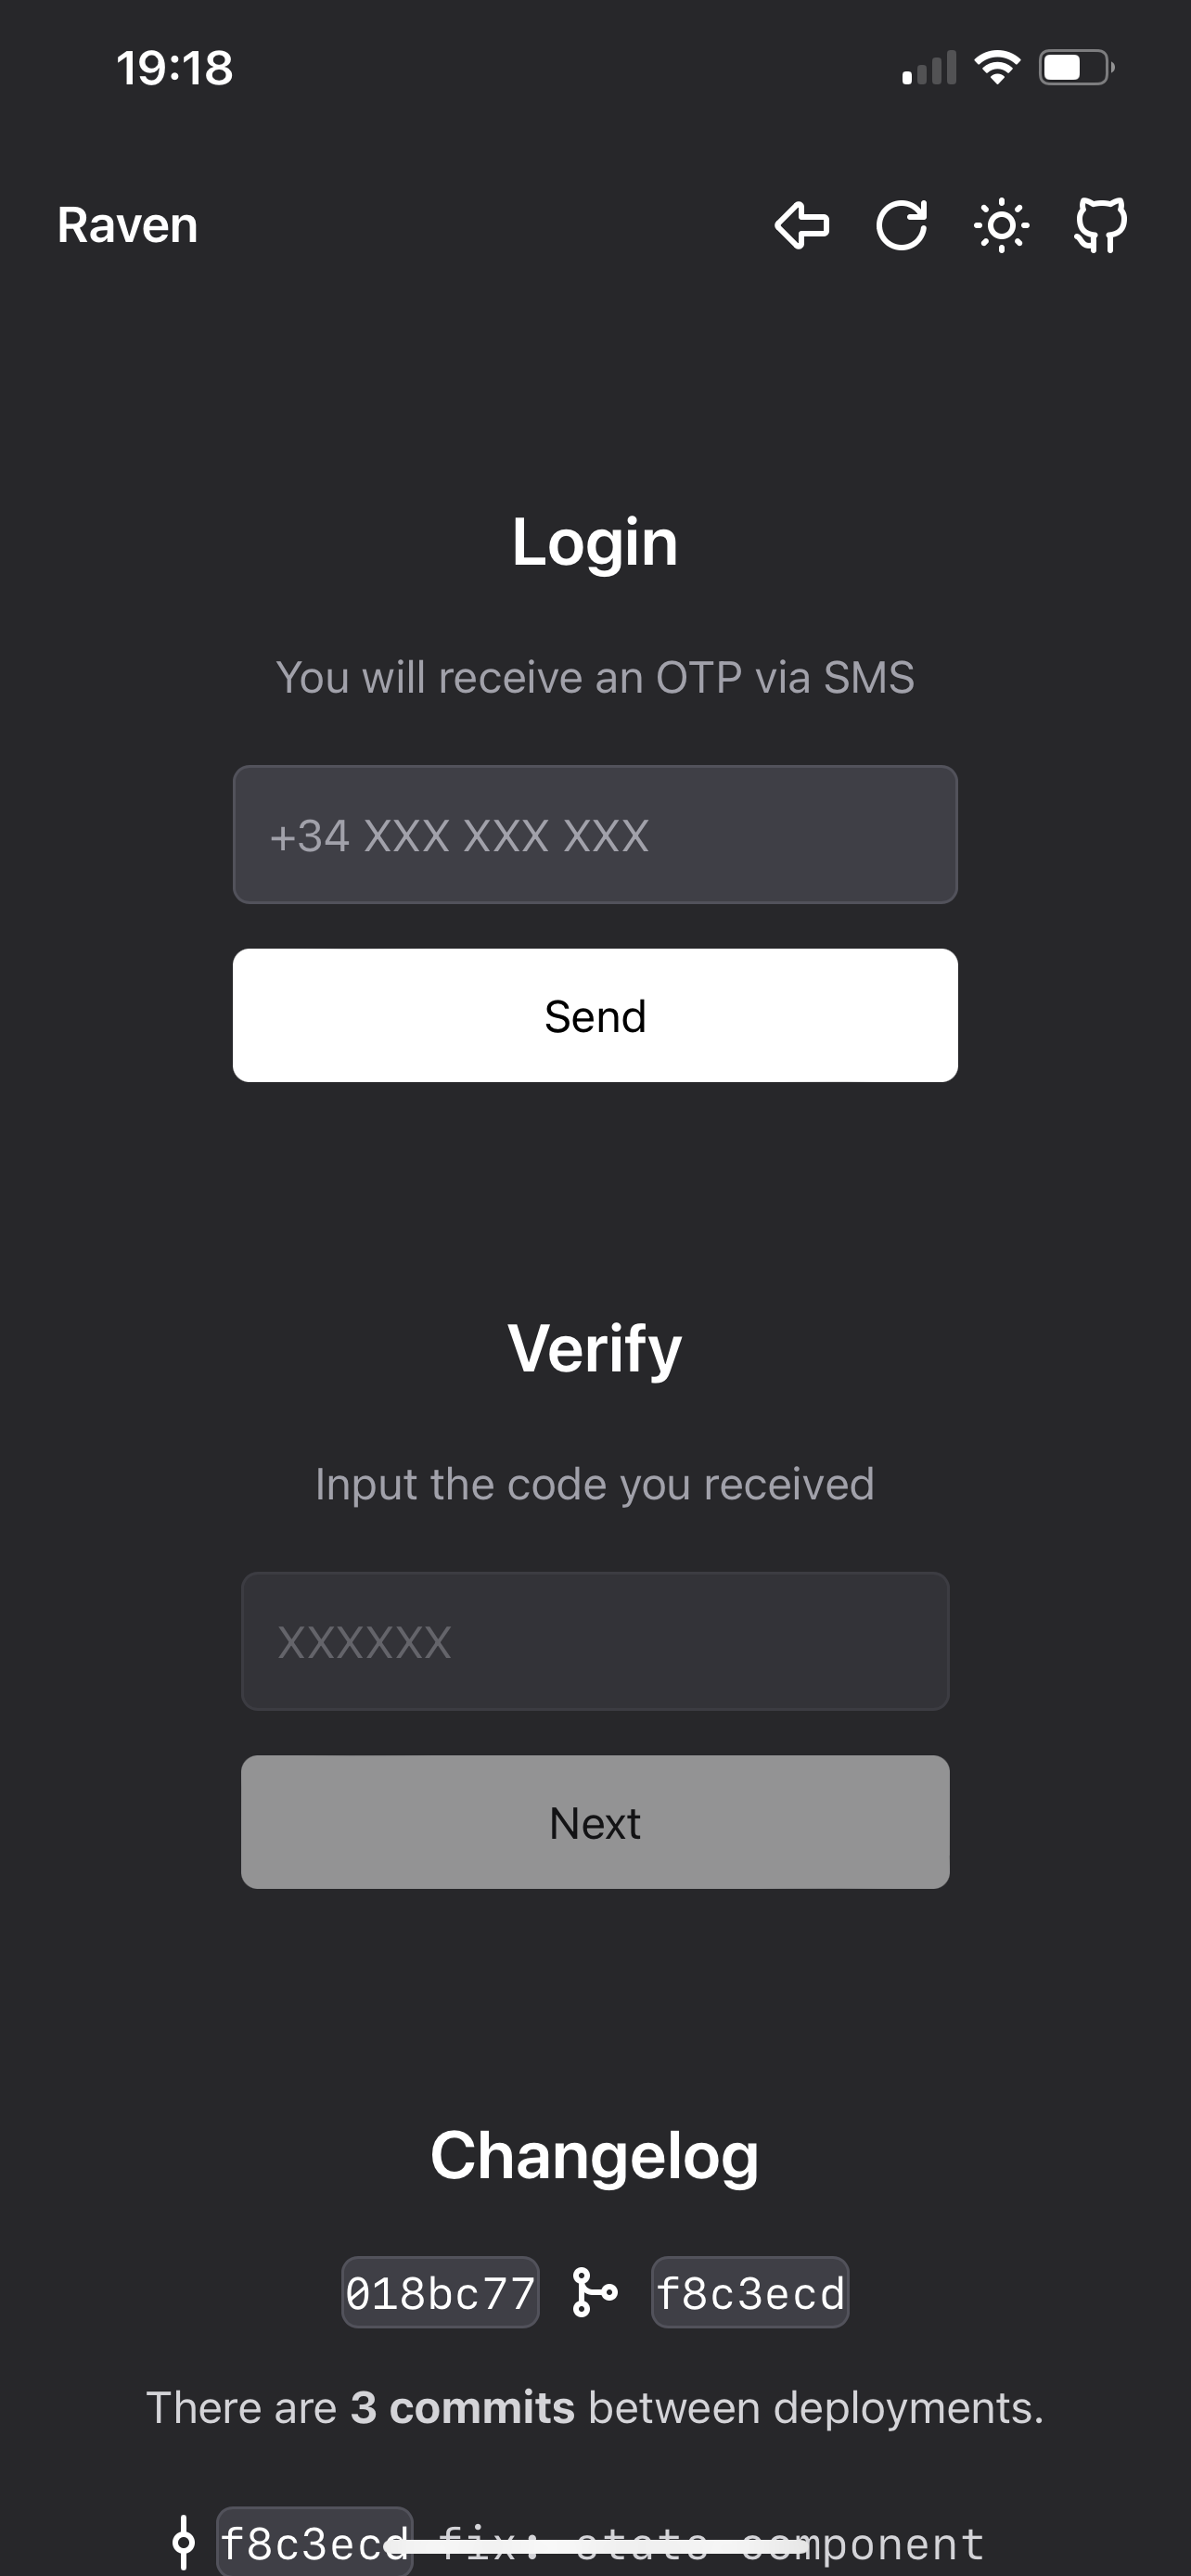 19:18
Raven
Login
You will receive an OTP via SMS
+34 XXX XXX XXX
Send
Verify
Input the code you received
XXXXXX
Next
Changelog
018bc77 f8c3ecd
There are 3 commits between deployments.
f8c3ecd fix: stats component